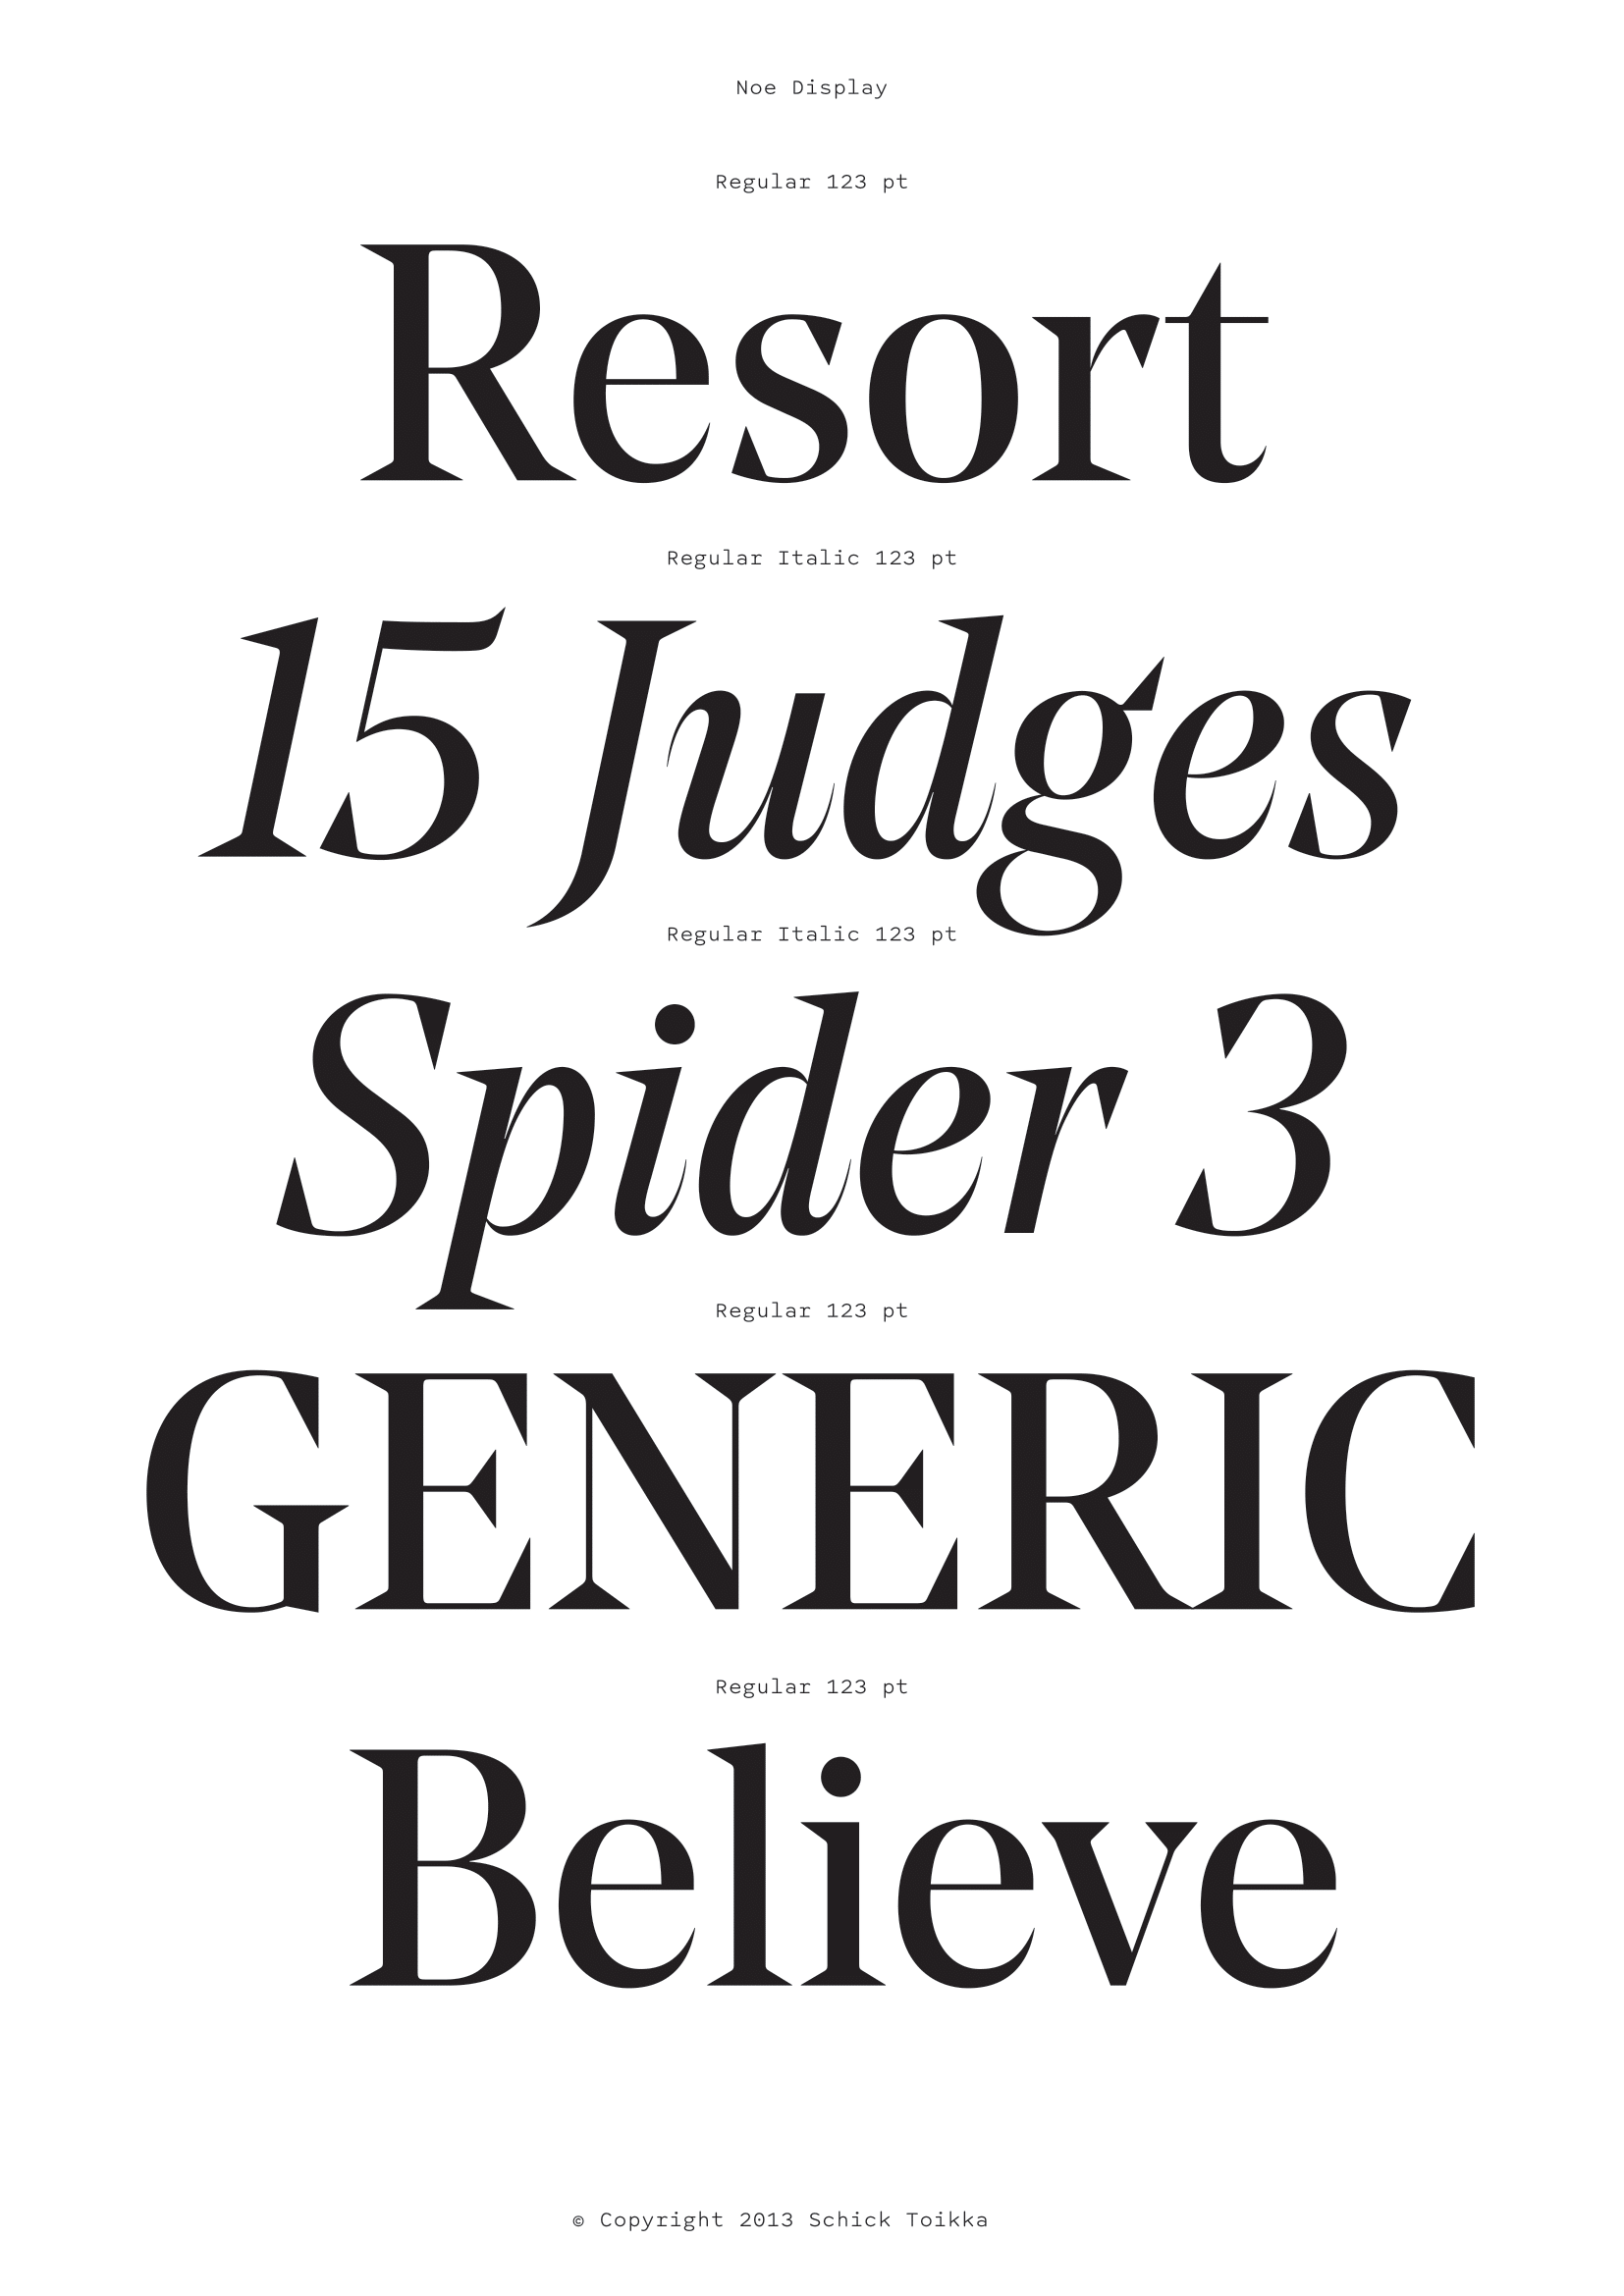 Noe Display
Regular 123 pt
Resort
Regular Italic 123 pt
15 Judges
Regular Italic 123 pt
Spider 3
Regular 123 pt
GENERIC
Regular 123 pt
Believe
© Copyright 2013 Schick Toikka